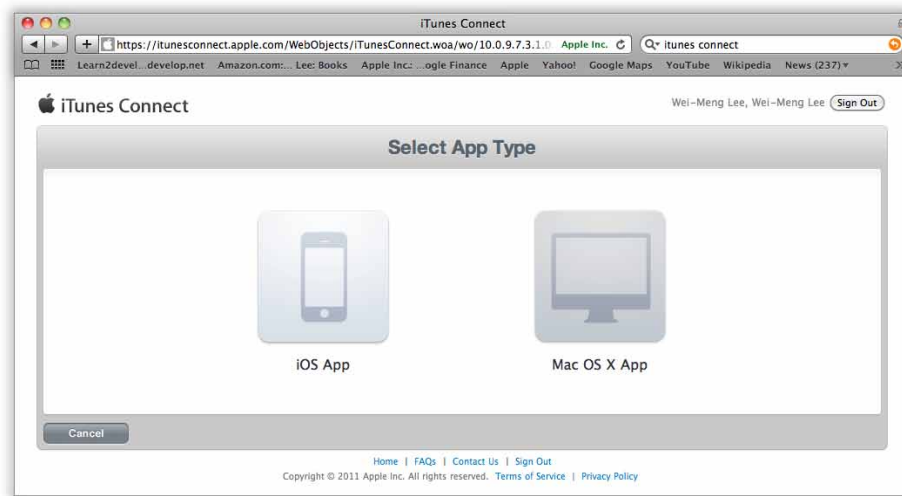 iTunes Connect
https://itunesconnect.apple.com/WebObjects/iTunesConnect.woa/wo/10.0.9.7.3.1.0 Apple Inc. itunes connect
Learn2devel...develop.net Amazon.com:... Lee: Books Apple Inc.: ...ogle Finance Apple Yahoo! Google Maps YouTube Wikipedia News (237)
iTunes Connect
Wei-Meng Lee, Wei-Meng Lee Sign Out
Select App Type
iOS App Mac OS X App
Cancel
Home | FAQs | Contact Us | Sign Out
Copyright © 2011 Apple Inc. All rights reserved. Terms of Service | Privacy Policy